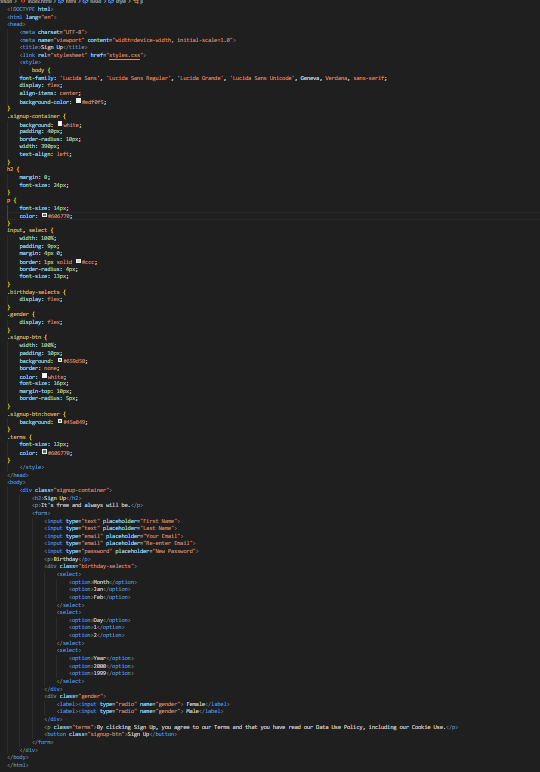 index.html > html > head > style > p
<!DOCTYPE html>
<html lang="en">
<head>
<meta charset="UTF-8">
<meta name="viewport" content="width=device-width, initial-scale=1.0">
<title>Sign Up</title>
<link rel="stylesheet" href="styles.css">
<style>
body {
font-family: 'Lucida Sans', 'Lucida Sans Regular', 'Lucida Grande', 'Lucida Sans Unicode', Geneva, Verdana, sans-serif;
display: flex;
align-items: center;
background-color: #edf0f5;
}
.signup-container {
background: white;
padding: 40px;
border-radius: 10px;
width: 390px;
text-align: left;
}
h2 {
margin: 0;
font-size: 24px;
}
p {
font-size: 14px;
color: #606770;
}
input, select {
width: 100%;
padding: 9px;
margin: 4px 0;
border: 1px solid #ccc;
border-radius: 4px;
font-size: 13px;
}
.birthday-selects {
display: flex;
}
.gender {
display: flex;
}
.signup-btn {
width: 100%;
padding: 10px;
background:
border: none;
color: white;
font-size: 16px;
margin-top: 10px;
border-radius: 5px;
}
.signup-btn:hover {
background: #45a049;
}
.terms {
font-size: 12px;
color: #606770;
}
</style>
</head>
<body>
<div class="signup-container">
<h2>Sign Up</h2>
<p>It's free and always will be.</p>
<form>
<input type="text" placeholder="First Name">
<input type="text" placeholder="Last Name">
<input type="email" placeholder="Your Email">
<input type="email" placeholder="Re-enter Email">
<input type="password" placeholder="New Password">
<p>Birthday</p>
<div class="birthday-selects">
<select>
<option>Month</option>
<option>Jan</option>
<option>Feb</option>
</select>
<select>
<option>Day</option>
<option>1</option>
<option>2</option>
</select>
<select>
<option>Year</option>
<option>2000</option>
<option>1999</option>
</select>
</div>
<div class="gender">
<label><input type="radio" name="gender"> Female</label>
<label><input type="radio" name="gender"> Male</label>
</div>
<p class="terms">By clicking Sign Up, you agree to our Terms and that you have read our Data Use Policy, including our Cookie Use.</p>
<button class="signup-btn">Sign Up</button>
</form>
</div>
</body>
</html>